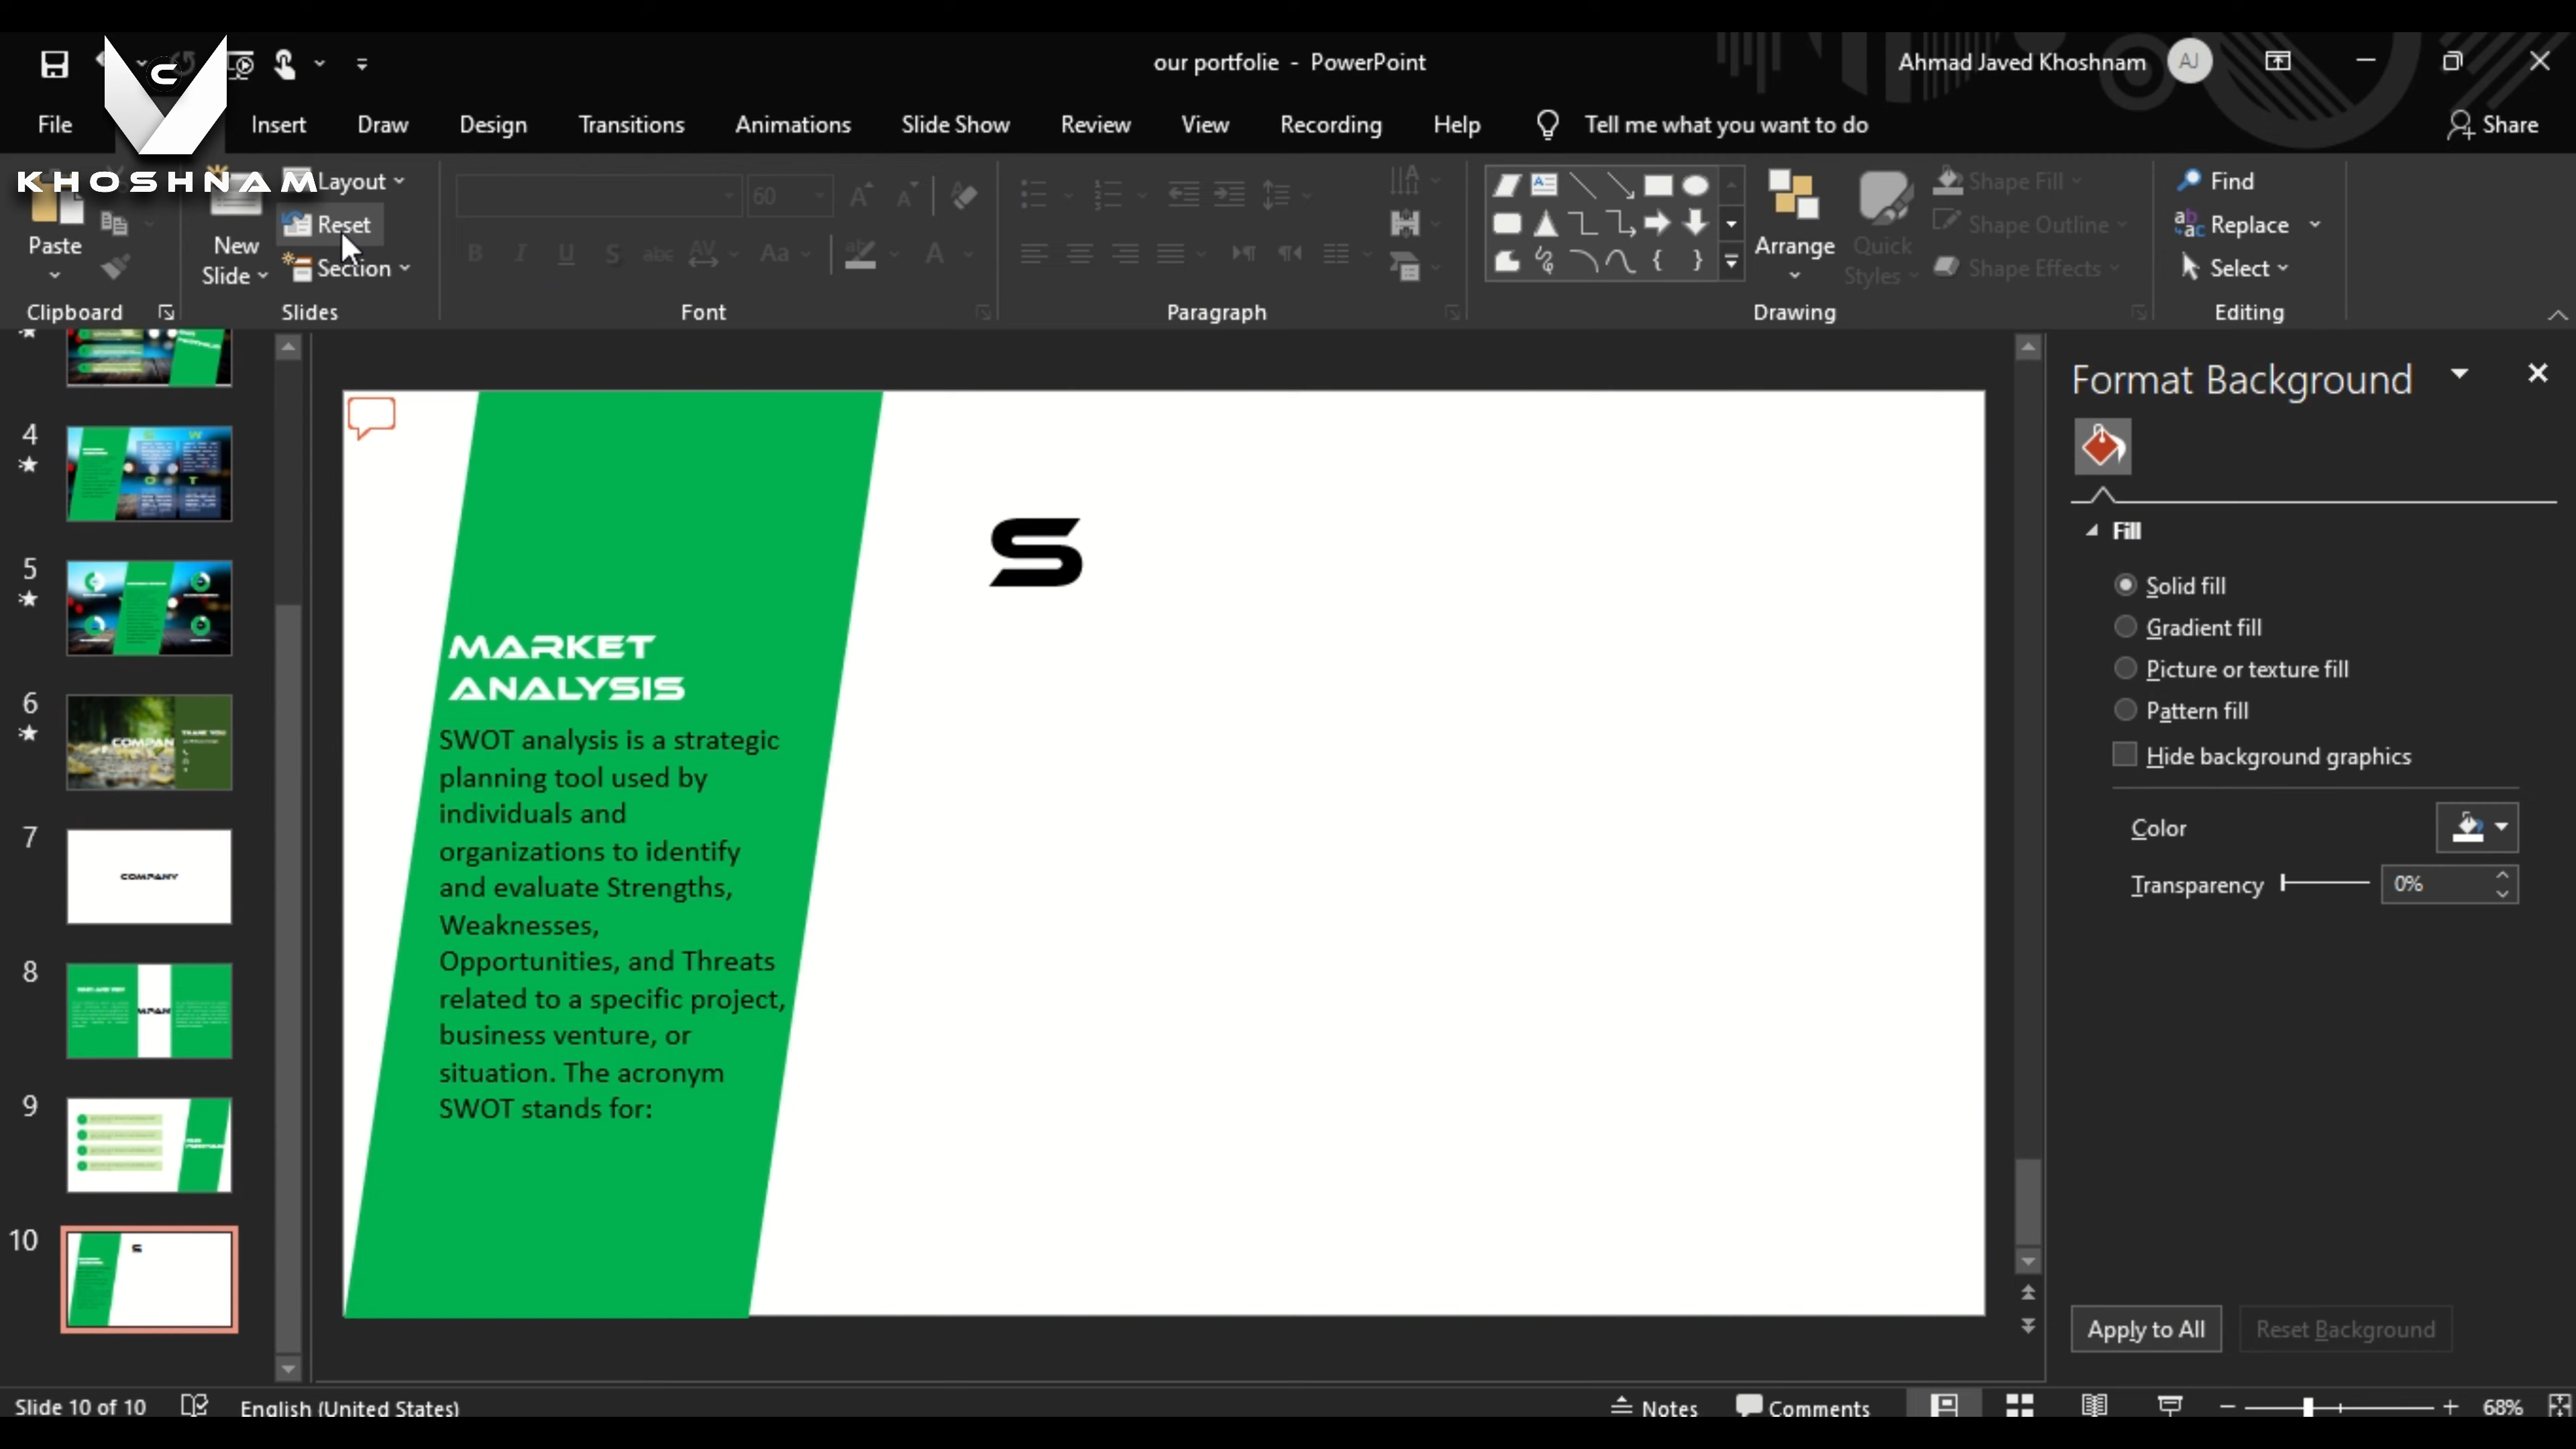 our portfolie - PowerPoint
Ahmad Javed Khoshnam
AJ
File
Insert
Draw
Design
Transitions
Animations
Slide Show
Review
View
Recording
Help
Tell me what you want to do
Share
KHOSHNAM
Paste
New
Slide
Layout
Reset
Section
60
Arrange
Quick
Styles
Shape Fill
Shape Outline
Shape Effects
Find
Replace
Select
Clipboard
Slides
Font
Paragraph
Drawing
Editing
4
5
6
7
COMPANY
8
9
10
S
MARKET
ANALYSIS
SWOT analysis is a strategic
planning tool used by
individuals and
organizations to identify
and evaluate Strengths,
Weaknesses,
Opportunities, and Threats
related to a specific project,
business venture, or
situation. The acronym
SWOT stands for:
Format Background
Fill
Solid fill
Gradient fill
Picture or texture fill
Pattern fill
Hide background graphics
Color
Transparency
0%
Apply to All
Reset Background
Slide 10 of 10
English (United States)
Notes
Comments
68%